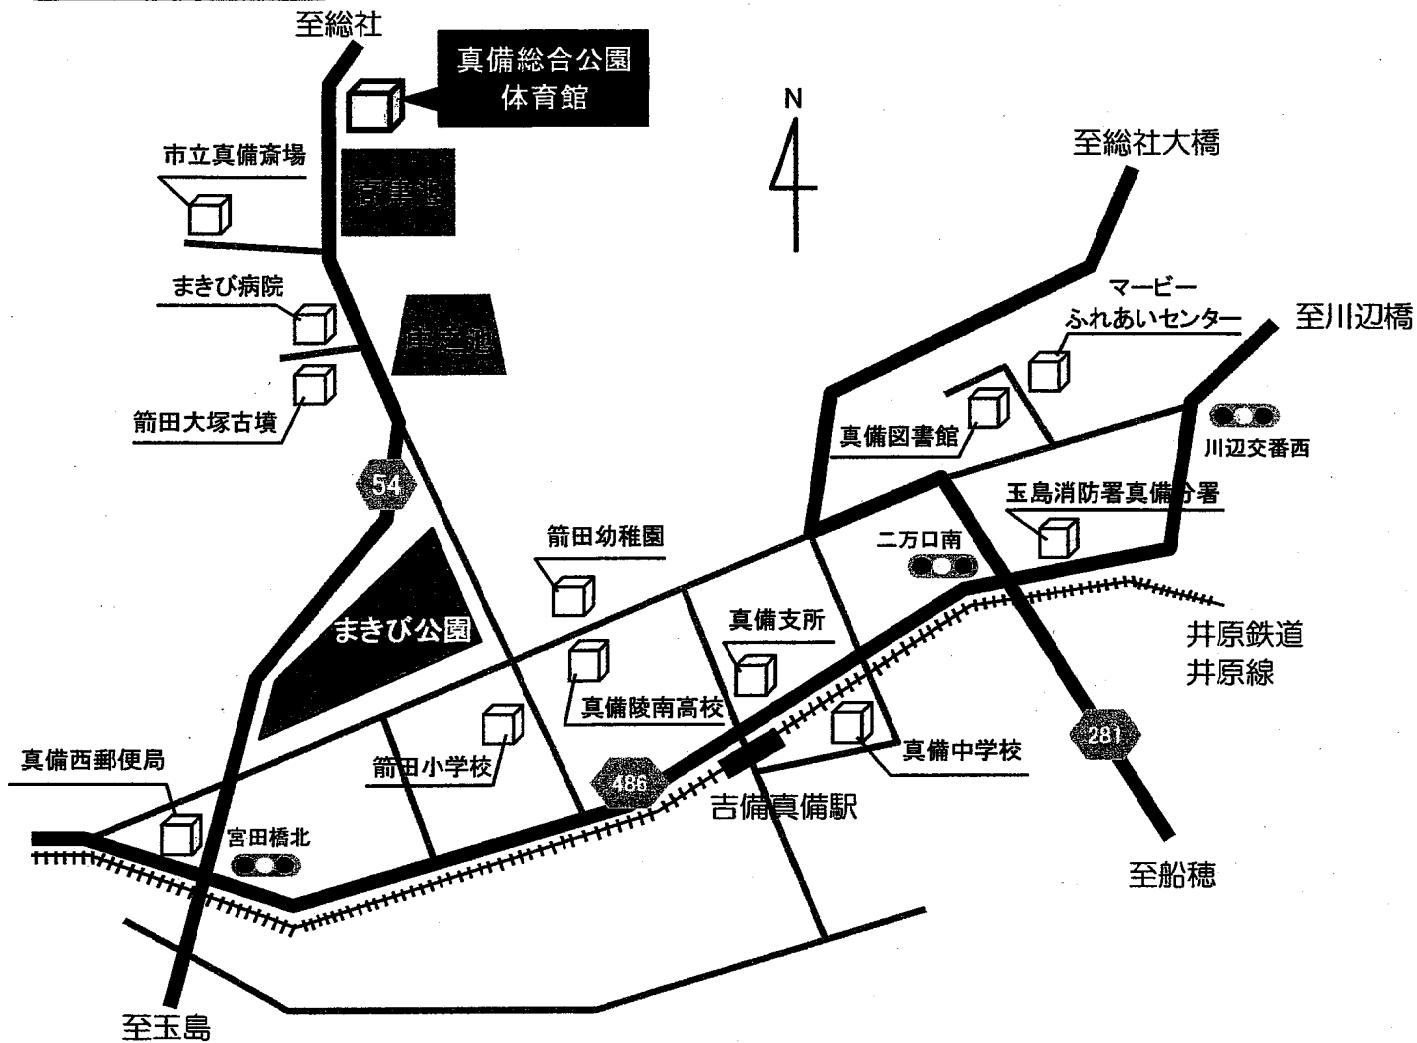 至総社
真備総合公園
体育館
N
至総社大橋
市立真備斎場
まきび病院
マービー
ふれあいセンター
至川辺橋
箭田大塚古墳
真備図書館
川辺交番西
54
玉島消防署真備分署
箭田幼稚園
二万口南
まきび公園
真備支所
井原鉄道
井原線
真備陵南高校
281
真備西郵便局
箭田小学校
真備中学校
486
吉備真備駅
宮田橋北
至船穂
至玉島